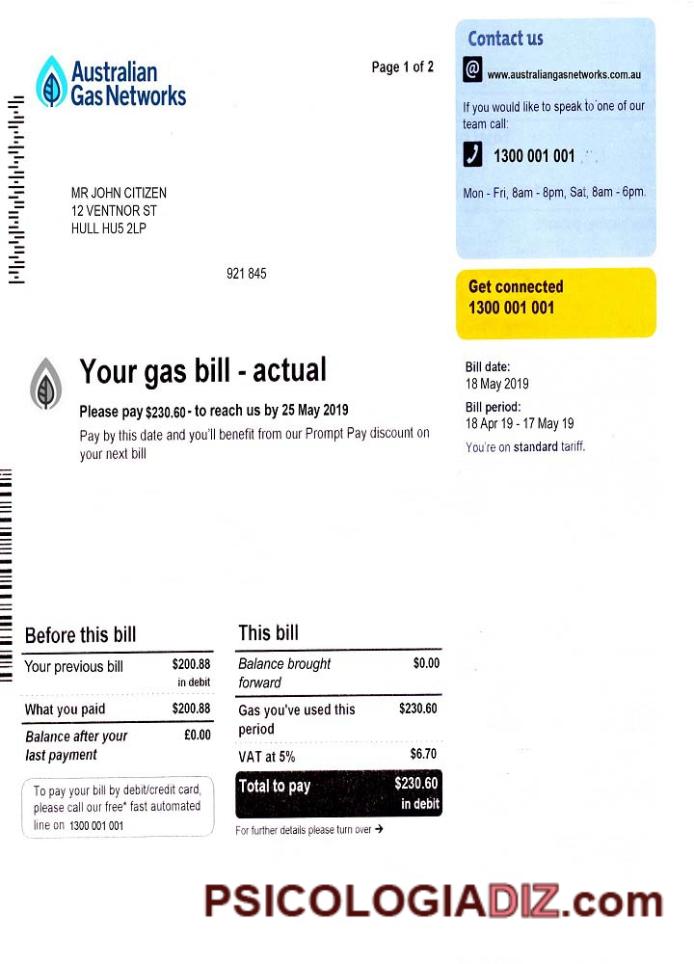 Australian
Gas Networks
Page 1 of 2
Contact us
@ www.australiangasnetworks.com.au
If you would like to speak to one of our
team call:
1300 001 001
Mon - Fri, 8am - 8pm, Sat, 8am - 6pm.
MR JOHN CITIZEN
12 VENTNOR ST
HULL HU5 2LP
921 845
Get connected
1300 001 001
Your gas bill - actual
Please pay $230.60 - to reach us by 25 May 2019
Pay by this date and you'll benefit from our Prompt Pay discount on
your next bill
Bill date:
18 May 2019
Bill period:
18 Apr 19 - 17 May 19
You're on standard tariff.
Before this bill
Your previous bill $200.88
in debit
What you paid $200.88
Balance after your £0.00
last payment
To pay your bill by debit/credit card,
please call our free* fast automated
line on 1300 001 001
This bill
Balance brought $0.00
forward
Gas you've used this $230.60
period
VAT at 5% $6.70
Total to pay $230.60
in debit
For further details please turn over →
PSICOLOGIADIZ.com